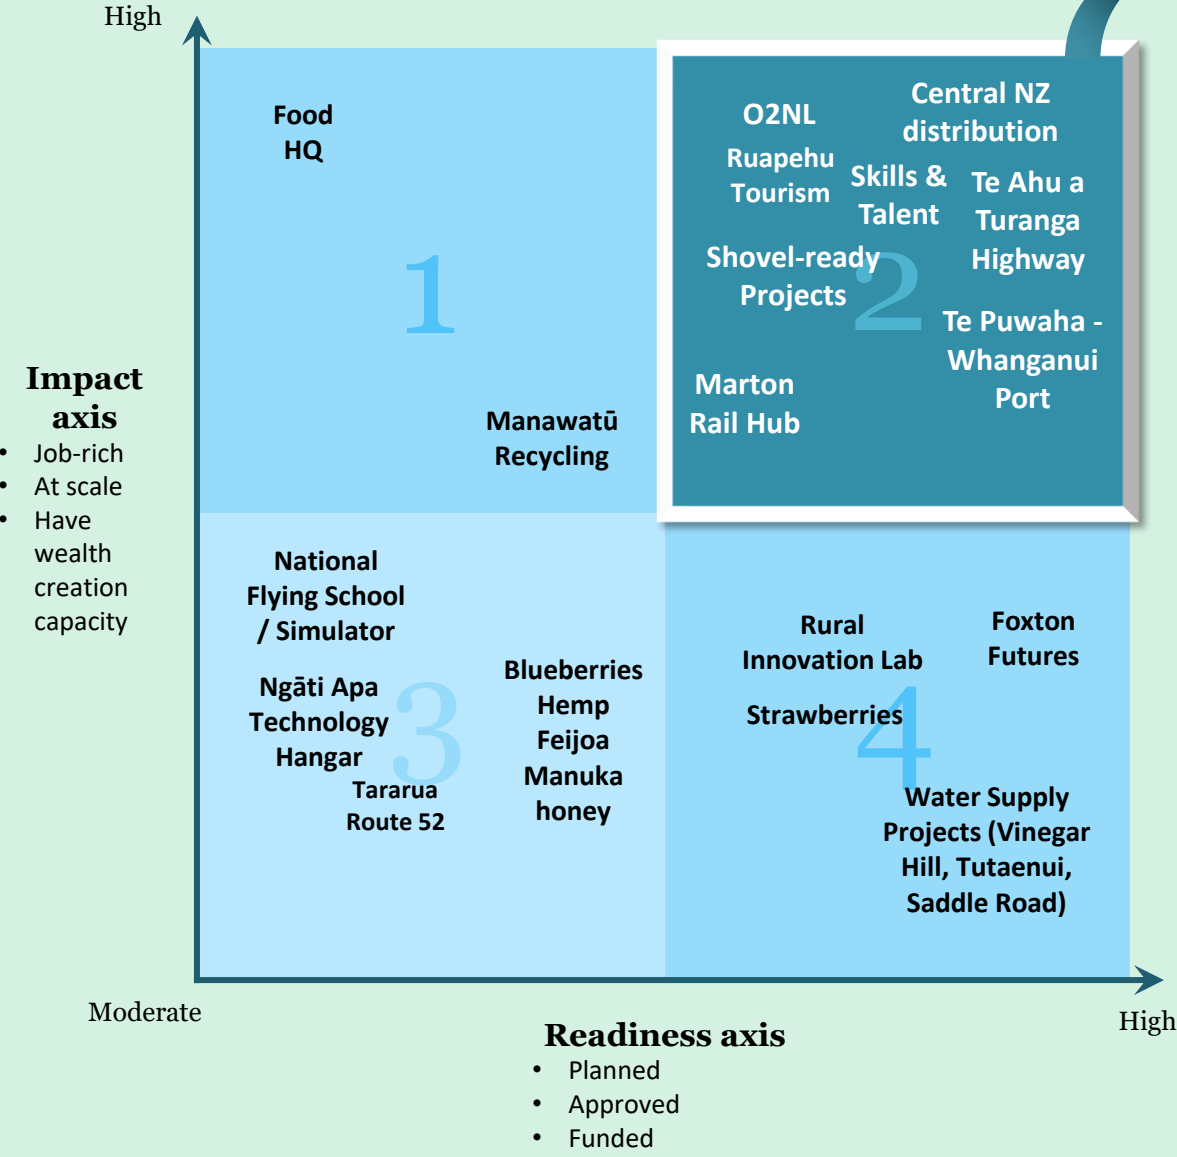 High
Food
HQ
1
Manawatū
Recycling
O2NL
Ruapehu
Tourism
Central NZ
distribution
Skills &
Talent
Te Ahu a
Turanga
Highway
Shovel-ready
Projects
2
Te Puwaha -
Whanganui
Port
Marton
Rail Hub
Impact
axis
• Job-rich
• At scale
• Have
wealth
creation
capacity
National
Flying School
/ Simulator
Ngāti Apa
Technology
Hangar
3
Tararua
Route 52
Blueberries
Hemp
Feijoa
Manuka
honey
Rural
Innovation Lab
Foxton
Futures
Strawberries
4
Water Supply
Projects (Vinegar
Hill, Tutaenui,
Saddle Road)
Moderate
High
Readiness axis
• Planned
• Approved
• Funded